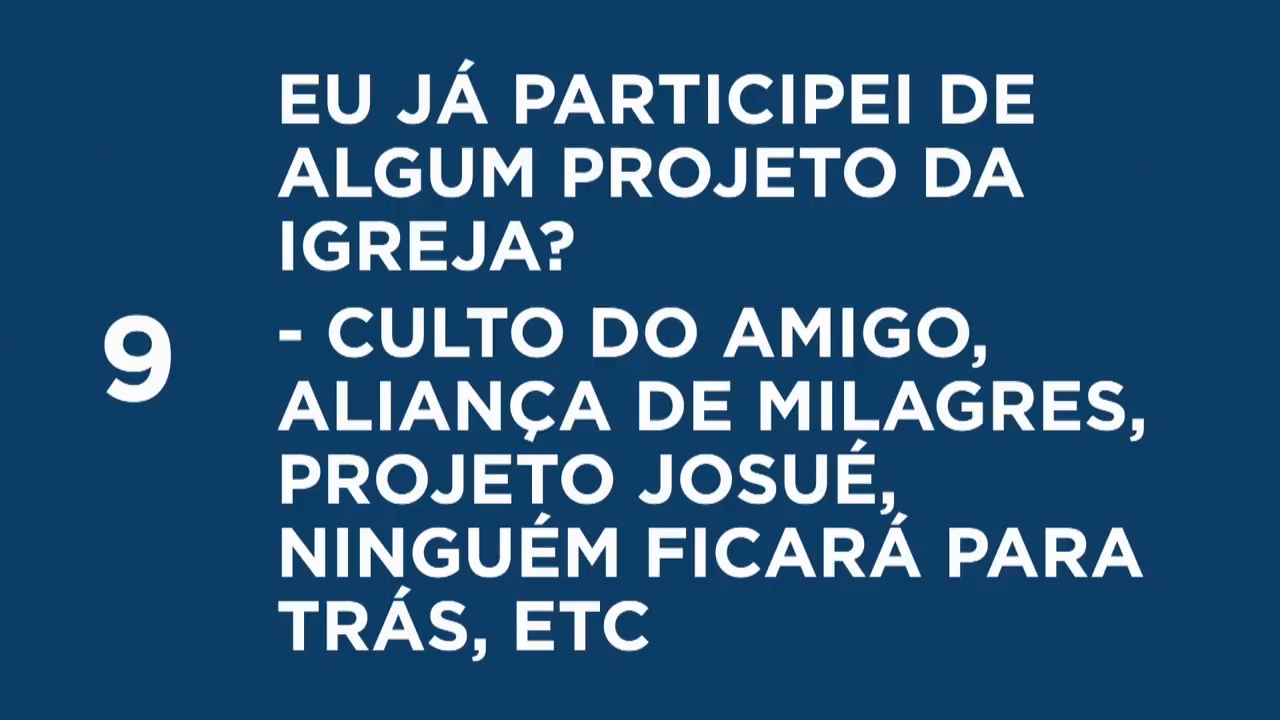 9
EU JÁ PARTICIPEI DE
ALGUM PROJETO DA
IGREJA?
- CULTO DO AMIGO,
ALIANÇA DE MILAGRES,
PROJETO JOSUÉ,
NINGUÉM FICARÁ PARA
TRÁS, ETC